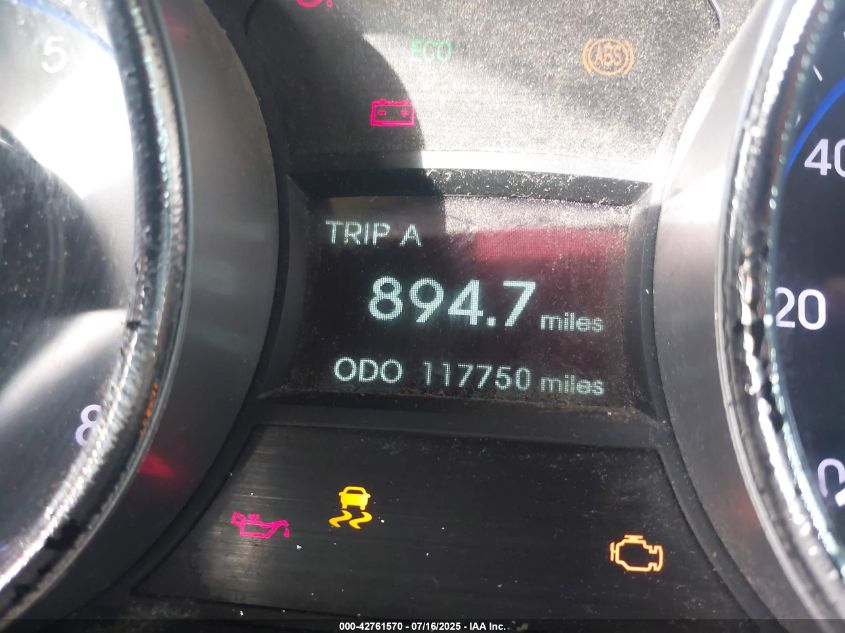 5
ECO
ABS
40
TRIP A
894.7 miles
20
ODO 117750 miles
8
0
000-42761570 - 07/16/2025 - IAA Inc.